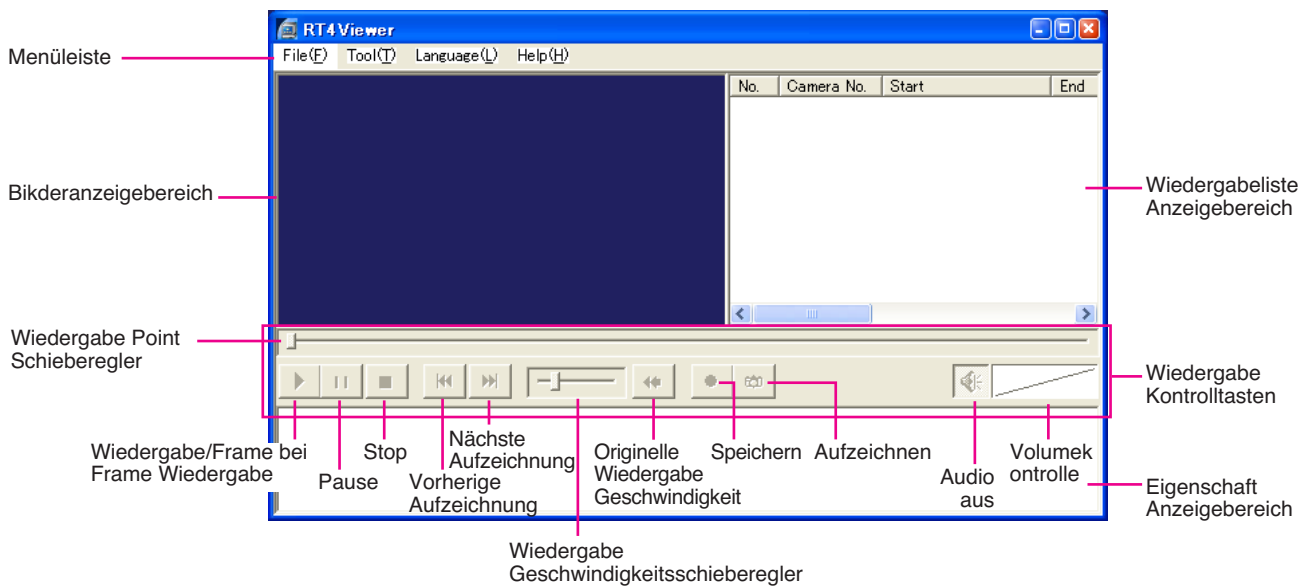 RT4Viewer
File(F) Tool(T) Language(L) Help(H)
Menüleiste
No. Camera No. Start End
Bikderanzeigebereich
Wiedergabeliste
Anzeigebereich
Wiedergabe Point
Schieberegler
Wiedergabe
Kontrolltasten
Wiedergabe/Frame bei
Frame Wiedergabe
Pause
Stop
Vorherige
Aufzeichnung
Nächste
Aufzeichnung
Originelle
Wiedergabe
Geschwindigkeit
Speichern
Aufzeichnen
Audio
aus
Volumek
ontrolle
Eigenschaft
Anzeigebereich
Wiedergabe
Geschwindigkeitsschieberegler